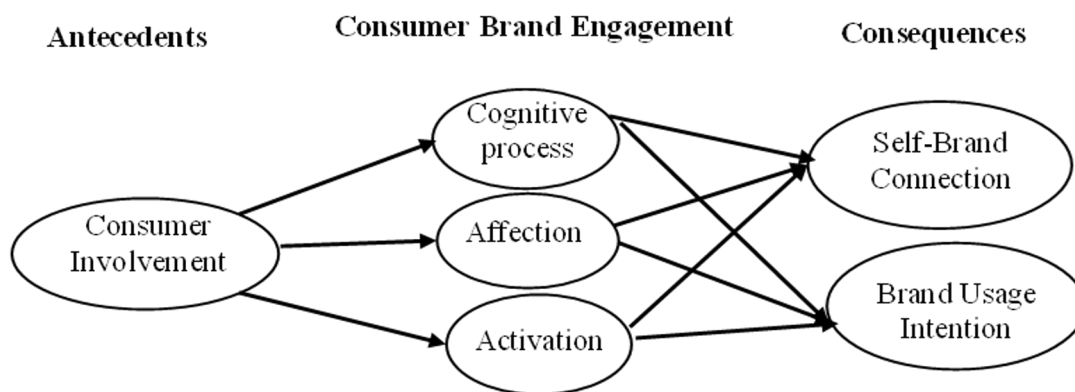 Antecedents
Consumer Brand Engagement
Consequences
Cognitive
process
Self-Brand
Connection
Consumer
Involvement
Affection
Activation
Brand Usage
Intention